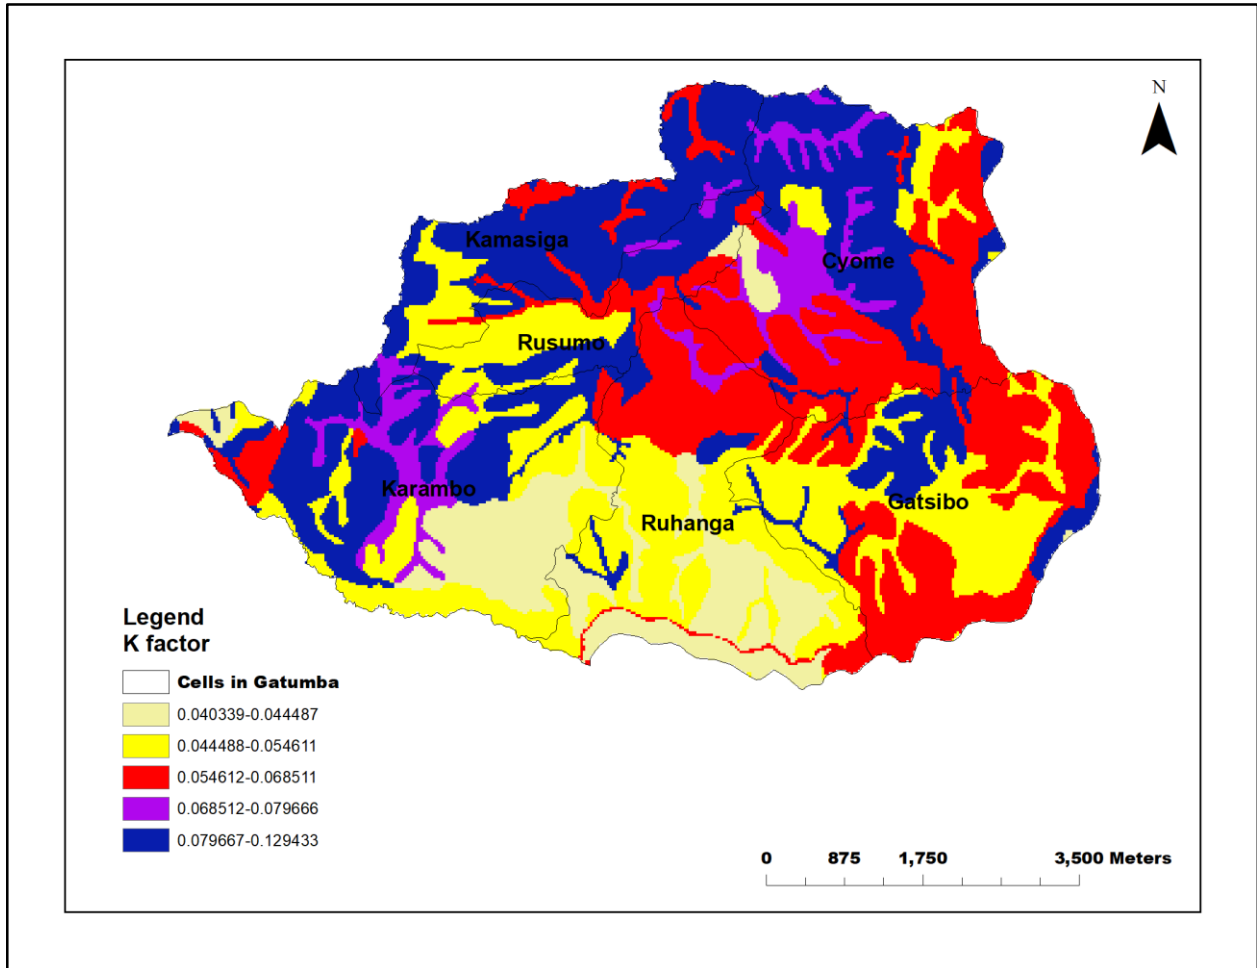 N
Kamasiga
Cyome
Rusumo
Karambo
Gatsibo
Ruhanga
Legend
K factor
Cells in Gatumba
0.040339-0.044487
0.044488-0.054611
0.054612-0.068511
0.068512-0.079666
0.079667-0.129433
0 875 1,750 3,500 Meters